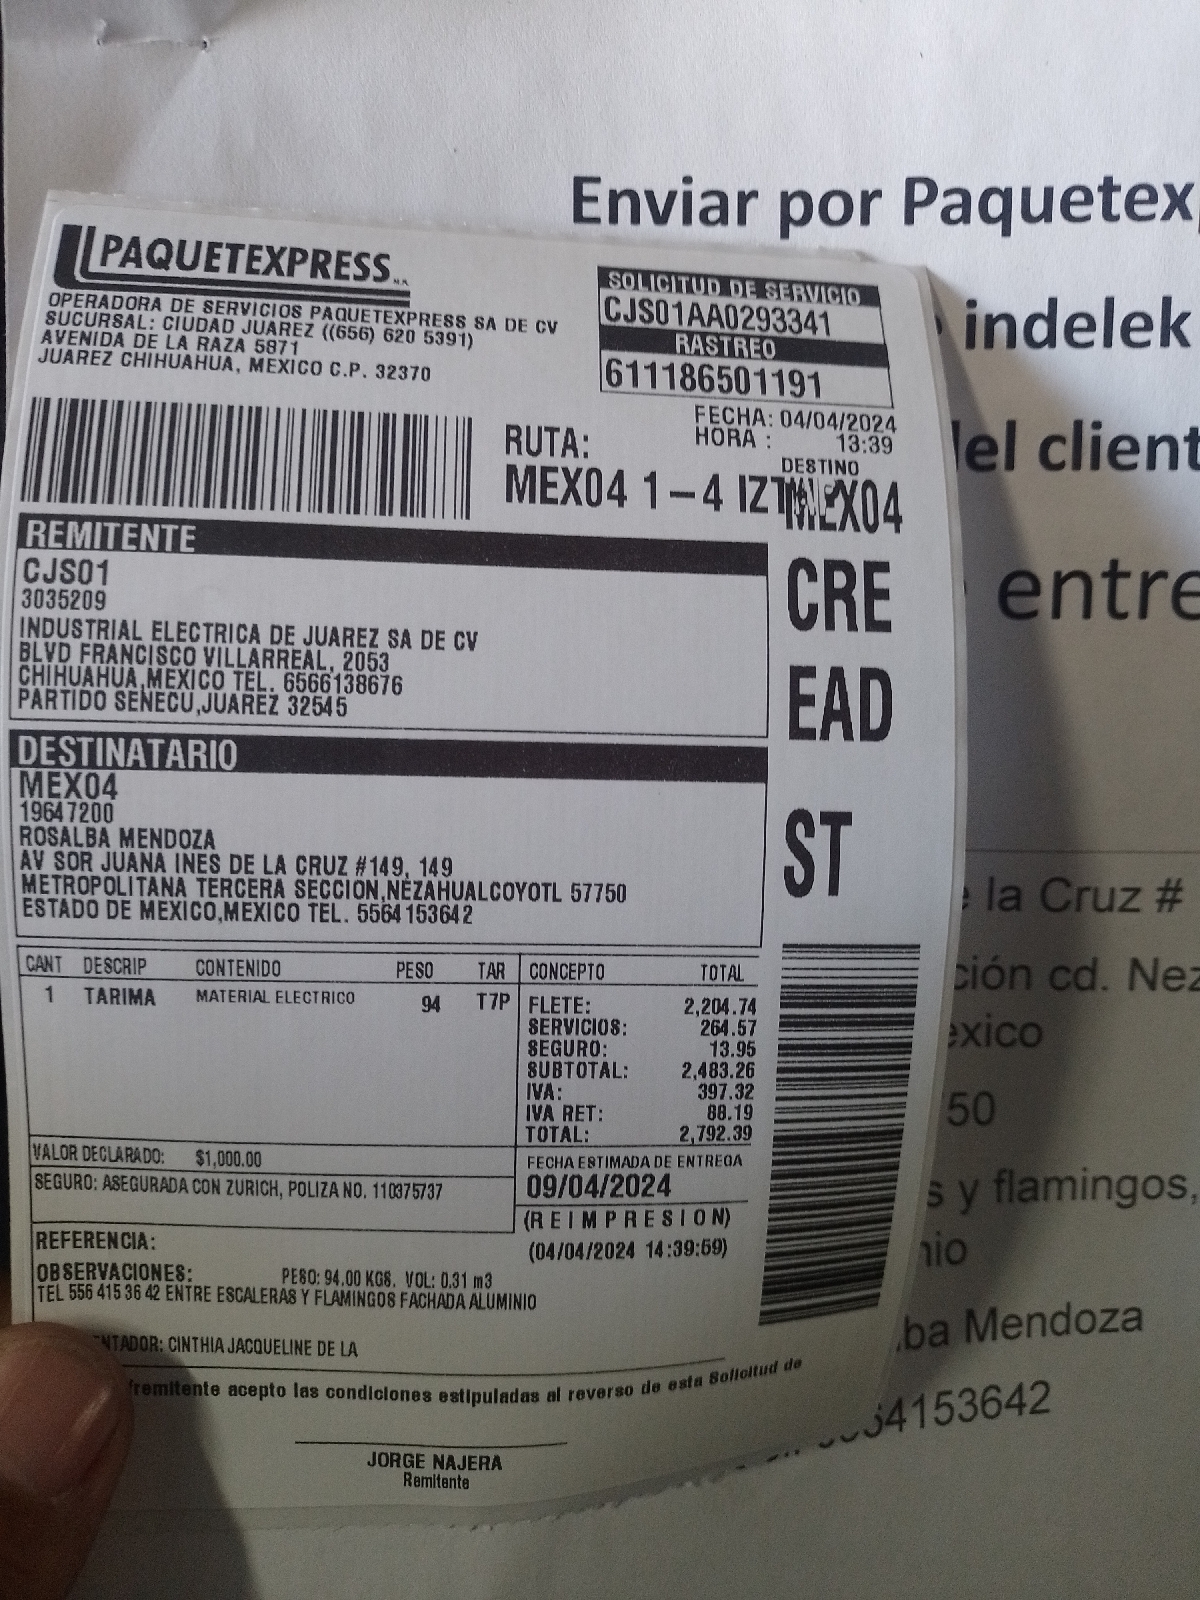 Enviar por Paquetex
indelek
del client
entre
PAQUETEXPRESS
OPERADORA DE SERVICIOS PAQUETEXPRESS SA DE CV
SUCURSAL: CIUDAD JUAREZ ((656) 620 5391)
AVENIDA DE LA RAZA 5871
JUAREZ CHIHUAHUA, MEXICO C.P. 32370
SOLICITUD DE SERVICIO
CJS01AA0293341
RASTREO
611186501191
FECHA: 04/04/2024
HORA : 13:39
RUTA:
MEX04 1-4 IZT
DESTINO
MEX04
CRE
EAD
ST
REMITENTE
CJS01
3035209
INDUSTRIAL ELECTRICA DE JUAREZ SA DE CV
BLVD FRANCISCO VILLARREAL, 2053
CHIHUAHUA,MEXICO TEL. 6566138676
PARTIDO SENECU,JUAREZ 32545
DESTINATARIO
MEX04
19647200
ROSALBA MENDOZA
AV SOR JUANA INES DE LA CRUZ #149, 149
METROPOLITANA TERCERA SECCION,NEZAHUALCOYOTL 57750
ESTADO DE MEXICO,MEXICO TEL. 5564153642
CANT DESCRIP CONTENIDO PESO TAR
1 TARIMA MATERIAL ELECTRICO 94 T7P
CONCEPTO TOTAL
FLETE: 2,204.74
SERVICIOS: 264.57
SEGURO: 13.95
SUBTOTAL: 2,483.26
IVA: 397.32
IVA RET: 88.19
TOTAL: 2,792.39
VALOR DECLARADO: $1,000.00
SEGURO: ASEGURADA CON ZURICH, POLIZA NO. 110375737
FECHA ESTIMADA DE ENTREGA
09/04/2024
(REIMPRESION)
(04/04/2024 14:39:59)
REFERENCIA:
OBSERVACIONES: PESO: 94.00 KGS. VOL: 0.31 m3
TEL 556 415 36 42 ENTRE ESCALERAS Y FLAMINGOS FACHADA ALUMINIO
NTADOR: CINTHIA JACQUELINE DE LA
remitente acepto las condiciones estipuladas al reverso de esta Solicitud de
JORGE NAJERA
Remitente
e la Cruz #
ción cd. Nez
exico
50
s y flamingos,
nio
ba Mendoza
54153642